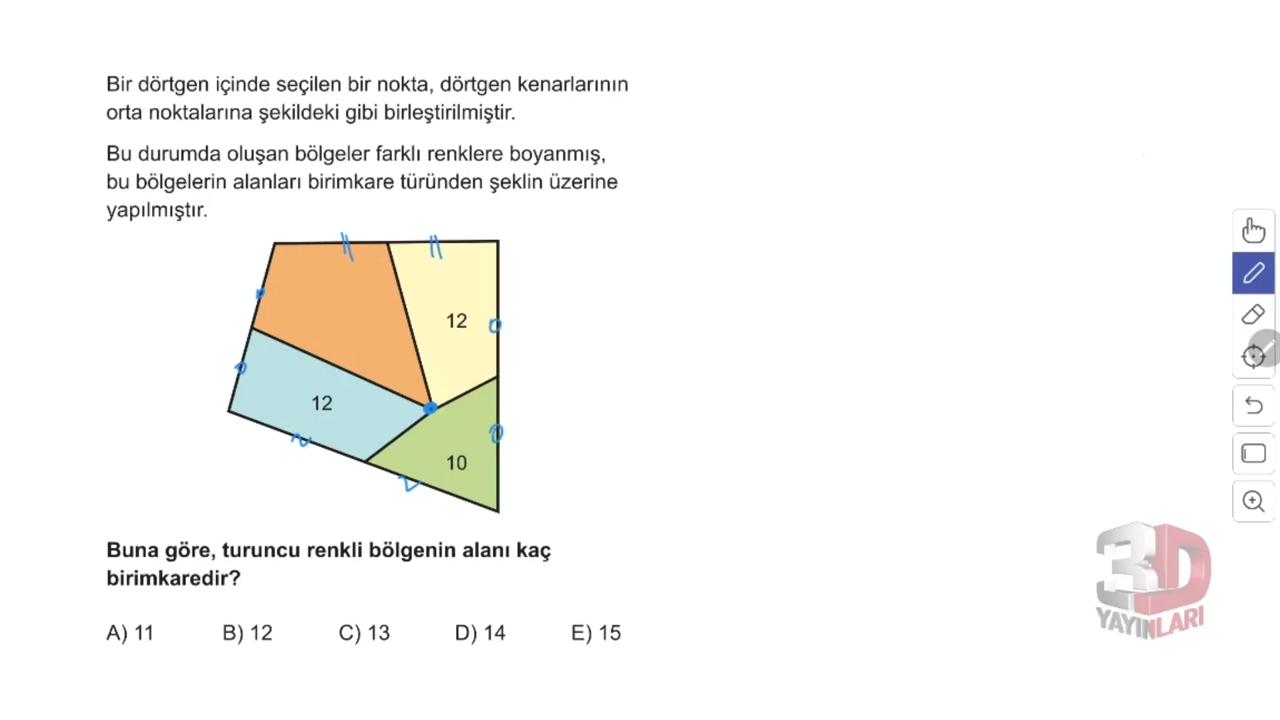 Bir dörtgen içinde seçilen bir nokta, dörtgen kenarlarının
orta noktalarına şekildeki gibi birleştirilmiştir.
Bu durumda oluşan bölgeler farklı renklere boyanmış,
bu bölgelerin alanları birimkare türünden şeklin üzerine
yapılmıştır.
12
12
10
Buna göre, turuncu renkli bölgenin alanı kaç
birimkaredir?
A) 11 B) 12 C) 13 D) 14 E) 15
3D
YAYINLARI